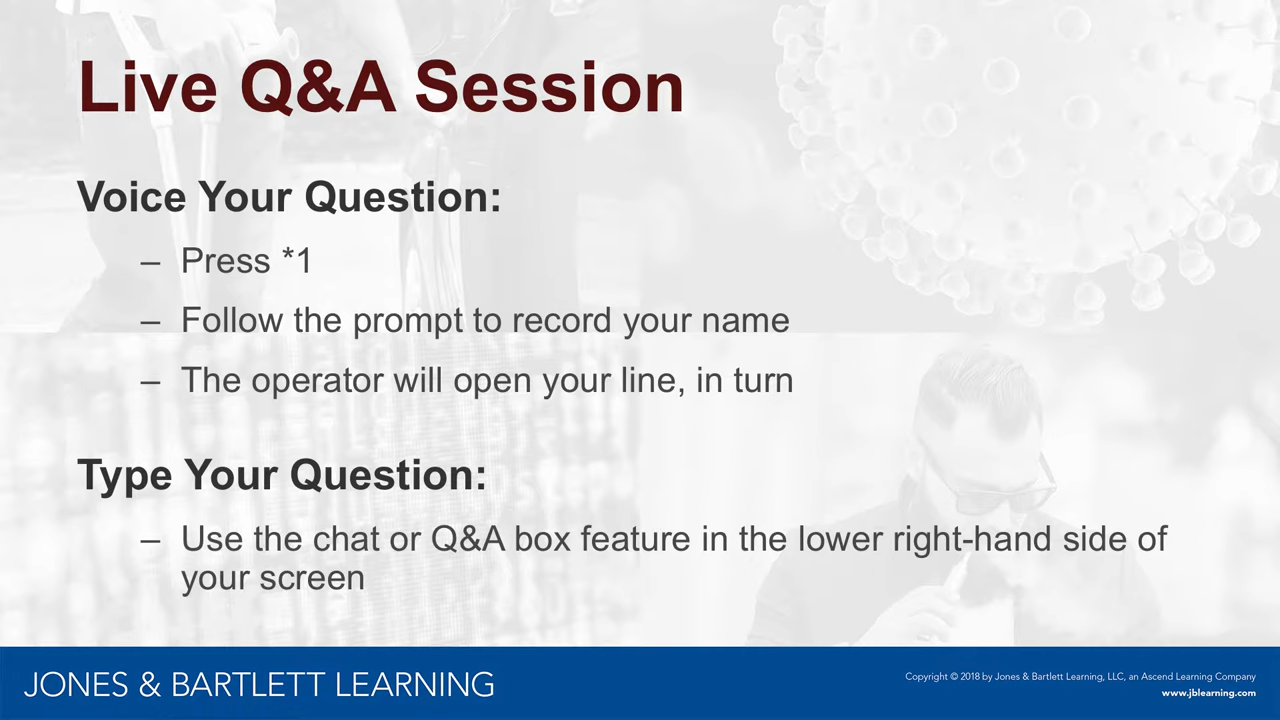 Live Q&A Session
Voice Your Question:
– Press *1
– Follow the prompt to record your name
– The operator will open your line, in turn
Type Your Question:
– Use the chat or Q&A box feature in the lower right-hand side of
your screen
JONES & BARTLETT LEARNING
Copyright © 2018 by Jones & Bartlett Learning, LLC, an Ascend Learning Company
www.jblearning.com